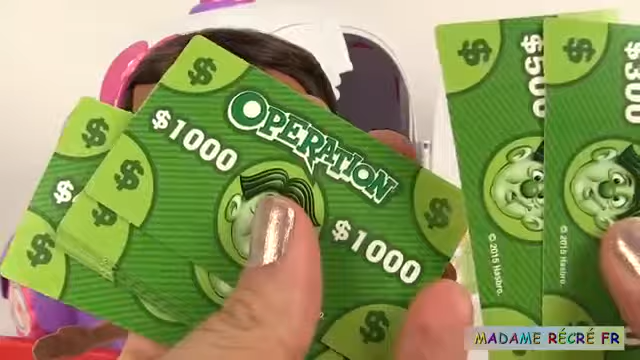 OPERATION
$1000
$1000
$
$500
$300
© 2015 Hasbro.
© 2015 Hasbro.
MADAME RÉCRÉ FR